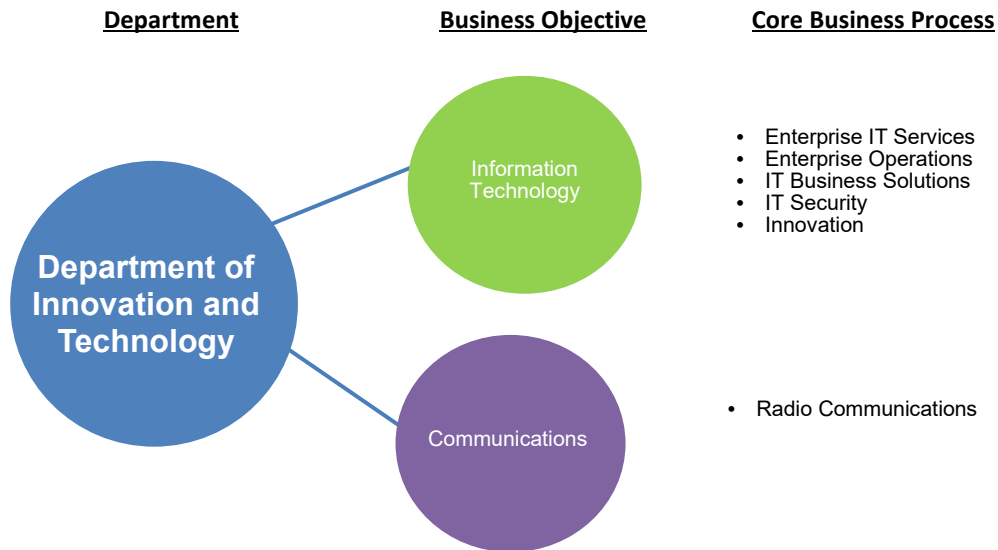 Department
Business Objective
Core Business Process
Department of
Innovation and
Technology
Information
Technology
• Enterprise IT Services
• Enterprise Operations
• IT Business Solutions
• IT Security
• Innovation
Communications
• Radio Communications